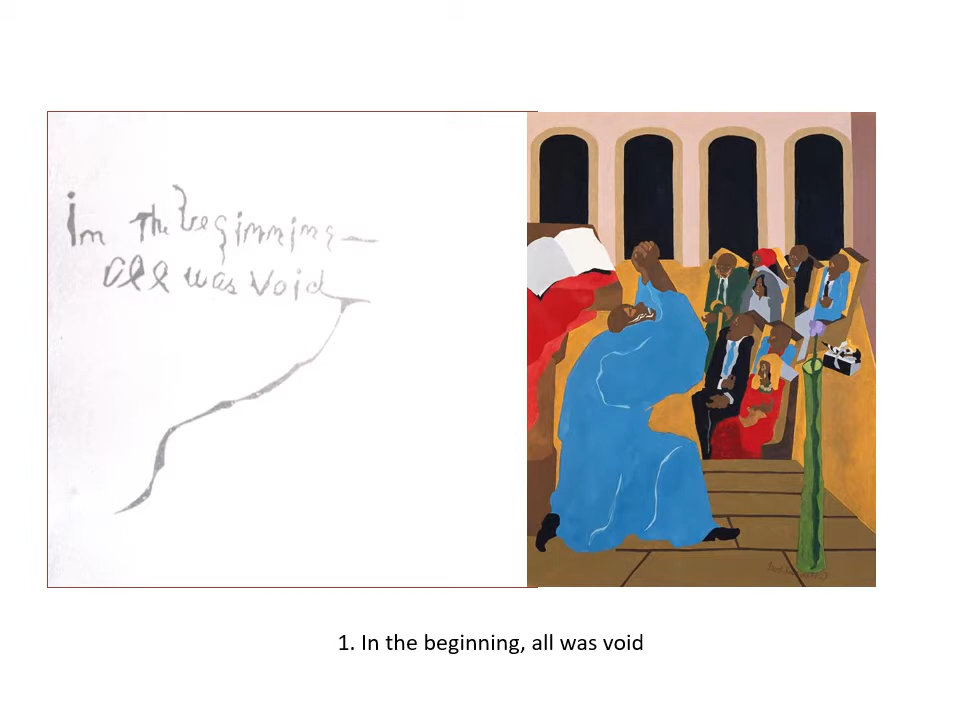 In The Beginning —
All was Void
1. In the beginning, all was void